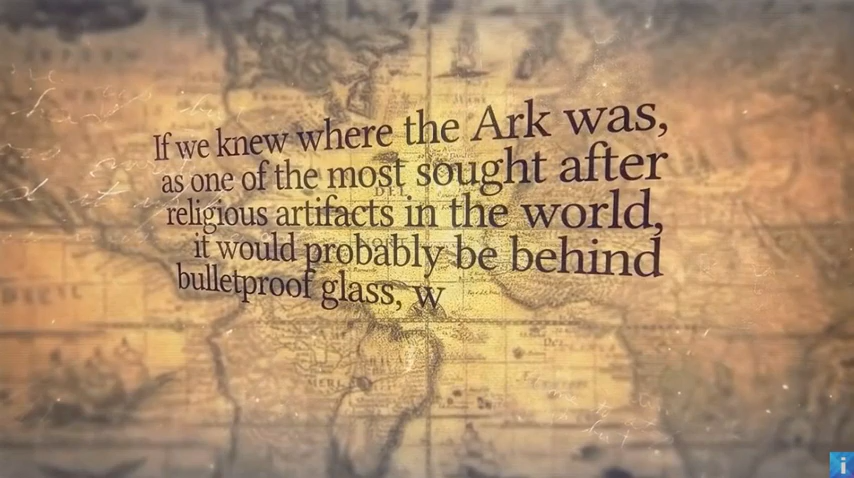 If we knew where the Ark was,
as one of the most sought after
religious artifacts in the world,
it would probably be behind
bulletproof glass, w